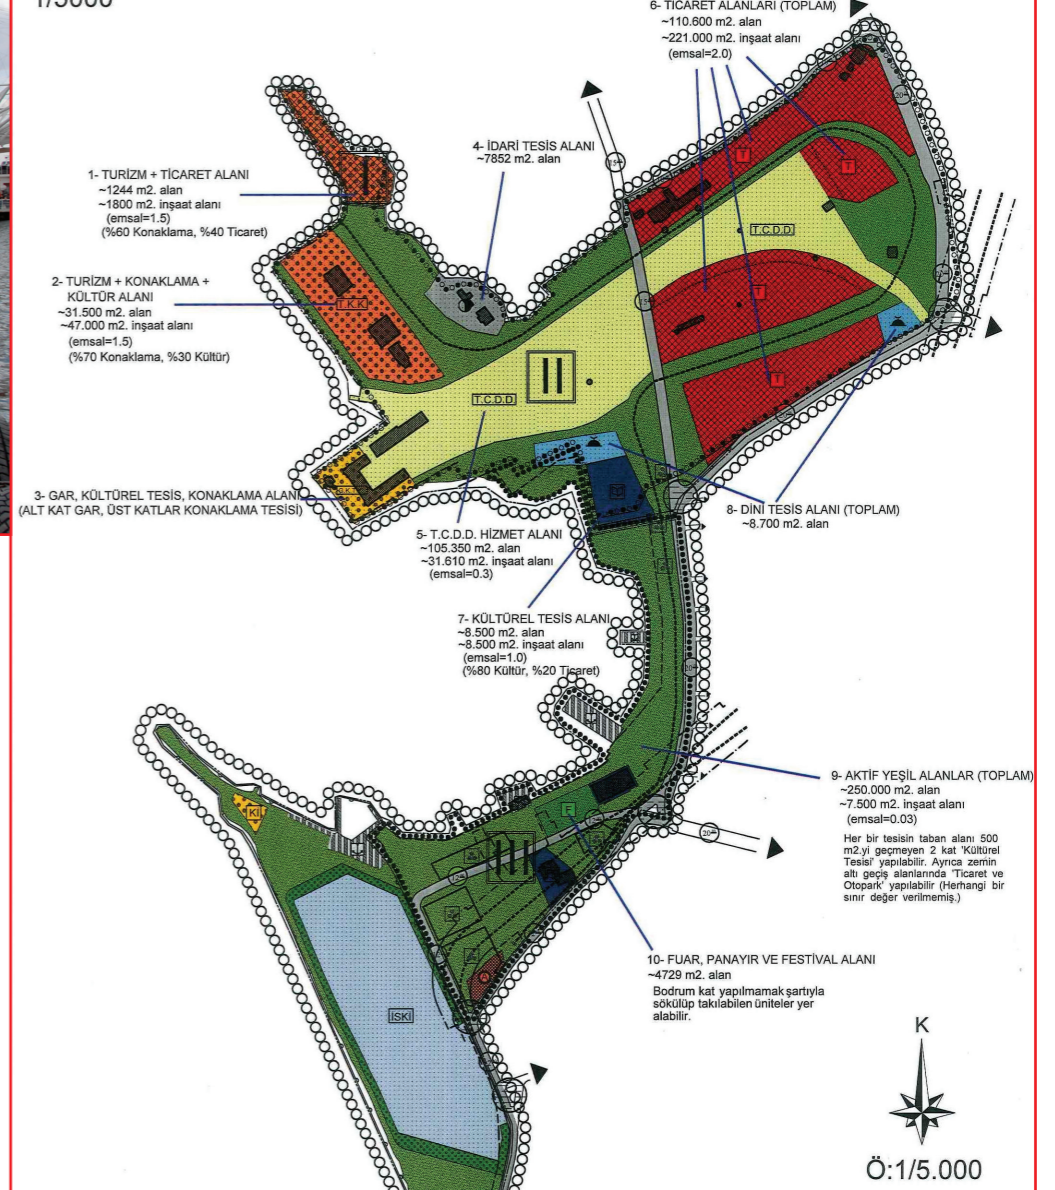 1/5000
6- TİCARET ALANLARI (TOPLAM)
~110.600 m2. alan
~221.000 m2. inşaat alanı
(emsal=2.0)
4- İDARİ TESİS ALANI
~7852 m2. alan
1- TURİZM + TİCARET ALANI
~1244 m2. alan
~1800 m2. inşaat alanı
(emsal=1.5)
(%60 Konaklama, %40 Ticaret)
I
T
T
T.C.D.D.
2- TURİZM + KONAKLAMA +
KÜLTÜR ALANI
~31.500 m2. alan
~47.000 m2. inşaat alanı
(emsal=1.5)
(%70 Konaklama, %30 Kültür)
T.K.K
T
II
T
T.C.D.D
3- GAR, KÜLTÜREL TESİS, KONAKLAMA ALANI
(ALT KAT GAR, ÜST KATLAR KONAKLAMA TESİSİ)
8- DİNİ TESİS ALANI (TOPLAM)
~8.700 m2. alan
5- T.C.D.D. HİZMET ALANI
~105.350 m2. alan
~31.610 m2. inşaat alanı
(emsal=0.3)
7- KÜLTÜREL TESİS ALANI
~8.500 m2. alan
~8.500 m2. inşaat alanı
(emsal=1.0)
(%80 Kültür, %20 Ticaret)
9- AKTİF YEŞİL ALANLAR (TOPLAM)
~250.000 m2. alan
~7.500 m2. inşaat alanı
(emsal=0.03)
Her bir tesisin taban alanı 500
m2.yi geçmeyen 2 kat 'Kültürel
Tesisi' yapılabilir. Ayrıca zemin
altı geçiş alanlarında 'Ticaret ve
Otopark' yapılabilir (Herhangi bir
sınır değer verilmemiş.)
KI
F
III
10- FUAR, PANAYIR VE FESTİVAL ALANI
~4729 m2. alan
Bodrum kat yapılmamak şartıyla
sökülüp takılabilen üniteler yer
alabilir.
A
İSKİ
K
Ö:1/5.000